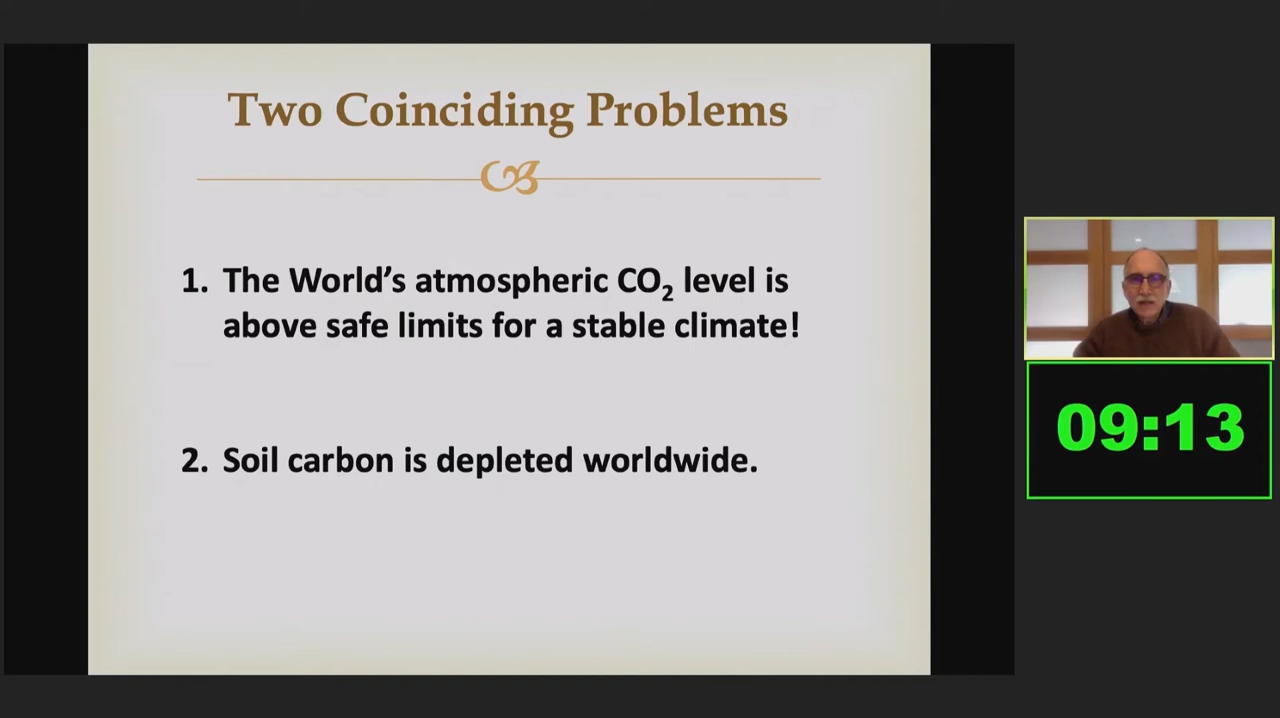 Two Coinciding Problems
1. The World’s atmospheric CO₂ level is
above safe limits for a stable climate!
2. Soil carbon is depleted worldwide.
09:13